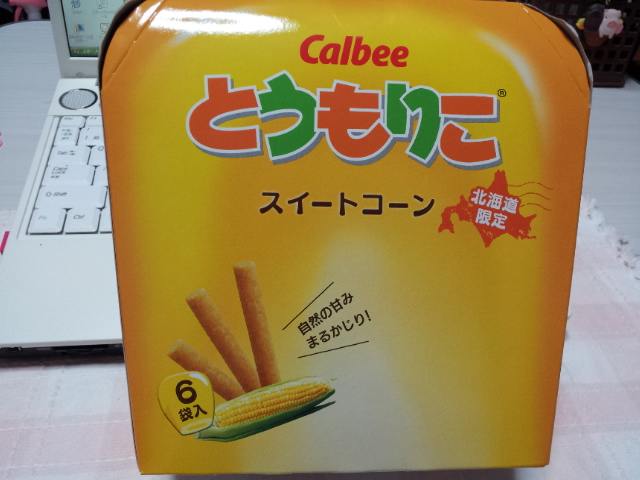 Calbee
とうもりこ®
スイートコーン
北海道
限定
自然の甘み
まるかじり!
6
袋入